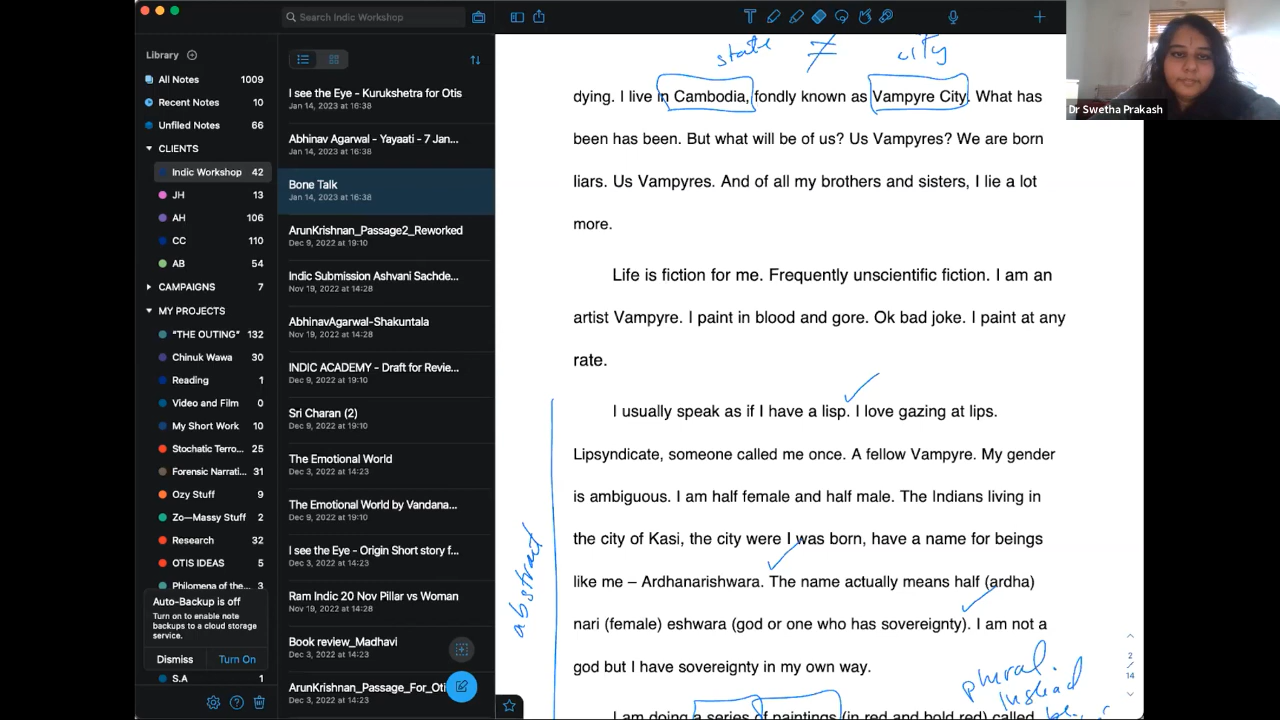 Search Indic Workshop
Library
All Notes 1009
Recent Notes 10
Unfiled Notes 66
CLIENTS
Indic Workshop 42
JH 13
AH 106
CC 110
AB 54
CAMPAIGNS 7
MY PROJECTS
"THE OUTING" 132
Chinuk Wawa 30
Reading 1
Video and Film 0
My Short Work 10
Stochatic Terro... 25
Forensic Narrati... 31
Ozy Stuff 9
Zo—Massy Stuff 2
Research 32
OTIS IDEAS 5
Philomena of the...
Auto-Backup is off
Turn on to enable note
backups to a cloud storage
service.
Dismiss Turn On
S.A 1
I see the Eye - Kurukshetra for Otis
Jan 14, 2023 at 16:38
Abhinav Agarwal - Yayaati - 7 Jan...
Jan 14, 2023 at 16:38
Bone Talk
Jan 14, 2023 at 16:38
ArunKrishnan_Passage2_Reworked
Dec 9, 2022 at 19:10
Indic Submission Ashvani Sachde...
Nov 19, 2022 at 14:28
AbhinavAgarwal-Shakuntala
Nov 19, 2022 at 14:28
INDIC ACADEMY - Draft for Revie...
Dec 9, 2022 at 19:10
Sri Charan (2)
Dec 9, 2022 at 19:10
The Emotional World
Dec 3, 2022 at 14:23
The Emotional World by Vandana...
Dec 9, 2022 at 19:10
I see the Eye - Origin Short story f...
Dec 3, 2022 at 14:23
Ram Indic 20 Nov Pillar vs Woman
Nov 19, 2022 at 14:28
Book review_Madhavi
Dec 3, 2022 at 14:23
ArunKrishnan_Passage_For_Oti
Dec 3, 2022 at 14:23
state ≠ city
dying. I live in Cambodia, fondly known as Vampyre City. What has
been has been. But what will be of us? Us Vampyres? We are born
liars. Us Vampyres. And of all my brothers and sisters, I lie a lot
more.
Life is fiction for me. Frequently unscientific fiction. I am an
artist Vampyre. I paint in blood and gore. Ok bad joke. I paint at any
rate.
I usually speak as if I have a lisp. I love gazing at lips.
Lipsyndicate, someone called me once. A fellow Vampyre. My gender
is ambiguous. I am half female and half male. The Indians living in
the city of Kasi, the city were I was born, have a name for beings
like me – Ardhanarishwara. The name actually means half (ardha)
nari (female) eshwara (god or one who has sovereignty). I am not a
god but I have sovereignty in my own way.
abstract
plural.
instead
I am doing a series of paintings (in red and bold red) called
2
14
Dr Swetha Prakash